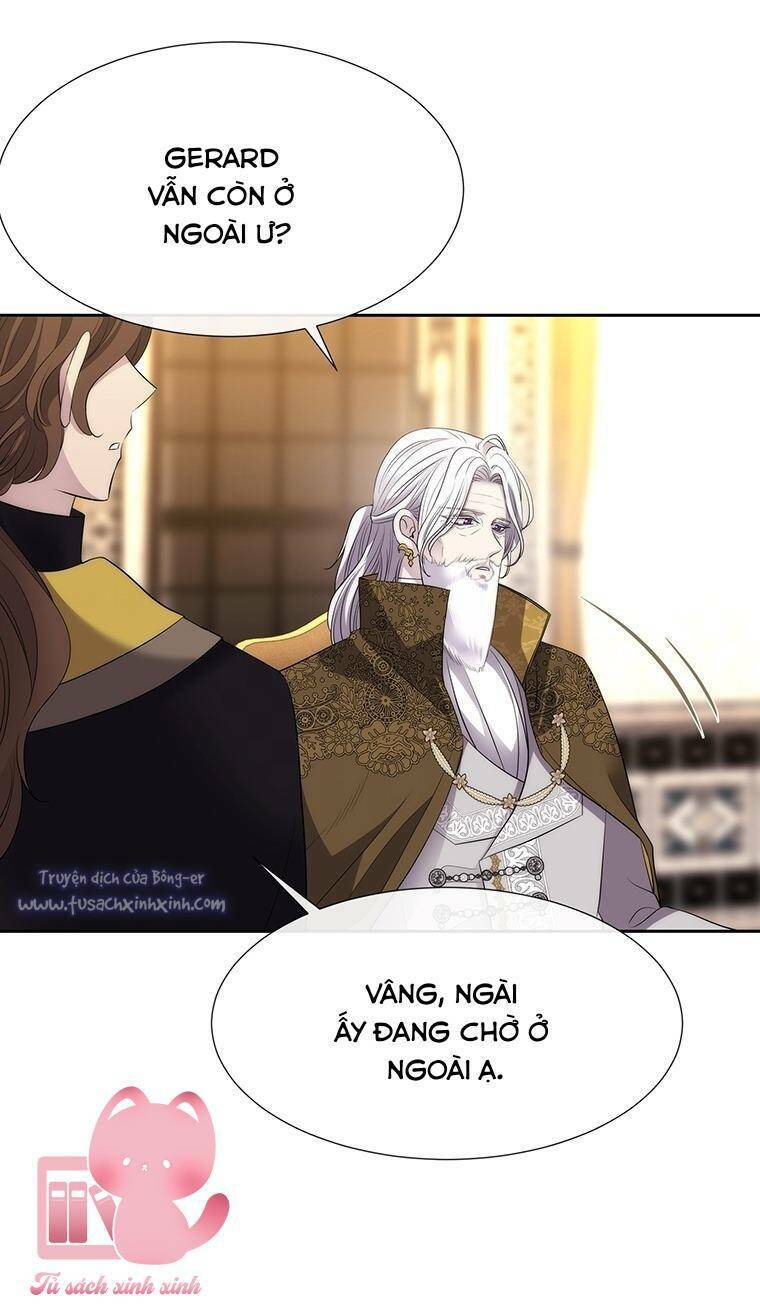 GERARD
VẪN CÒN Ở
NGOÀI Ư?
Truyện dịch của Bông-er
www.tusachxinhxinh.com
VÂNG, NGÀI
ẤY ĐANG CHỜ Ở
NGOÀI Ạ.
Tủ sách xinh xinh